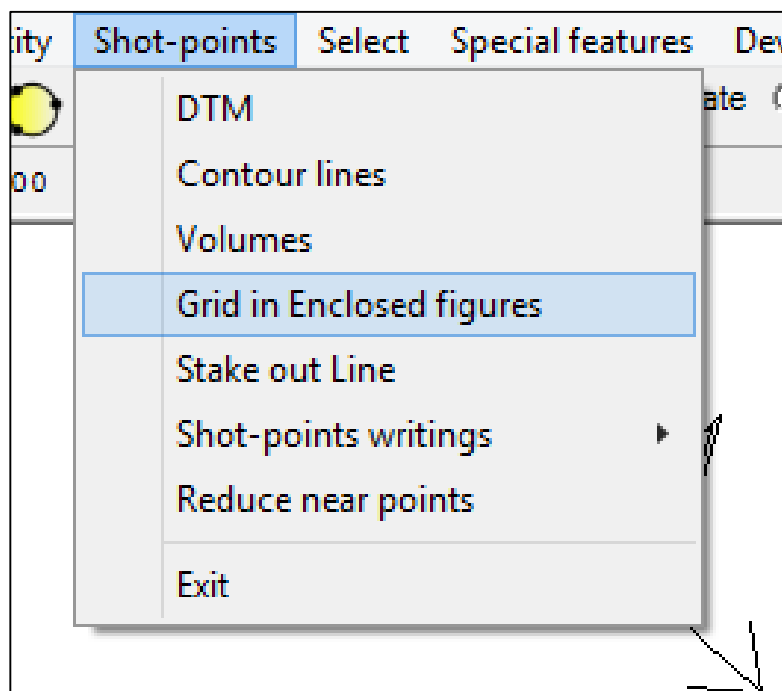 Shot-points Select Special features
DTM
Contour lines
00
Volumes
Grid in Enclosed figures
Stake out Line
Shot-points writings
Reduce near points
Exit